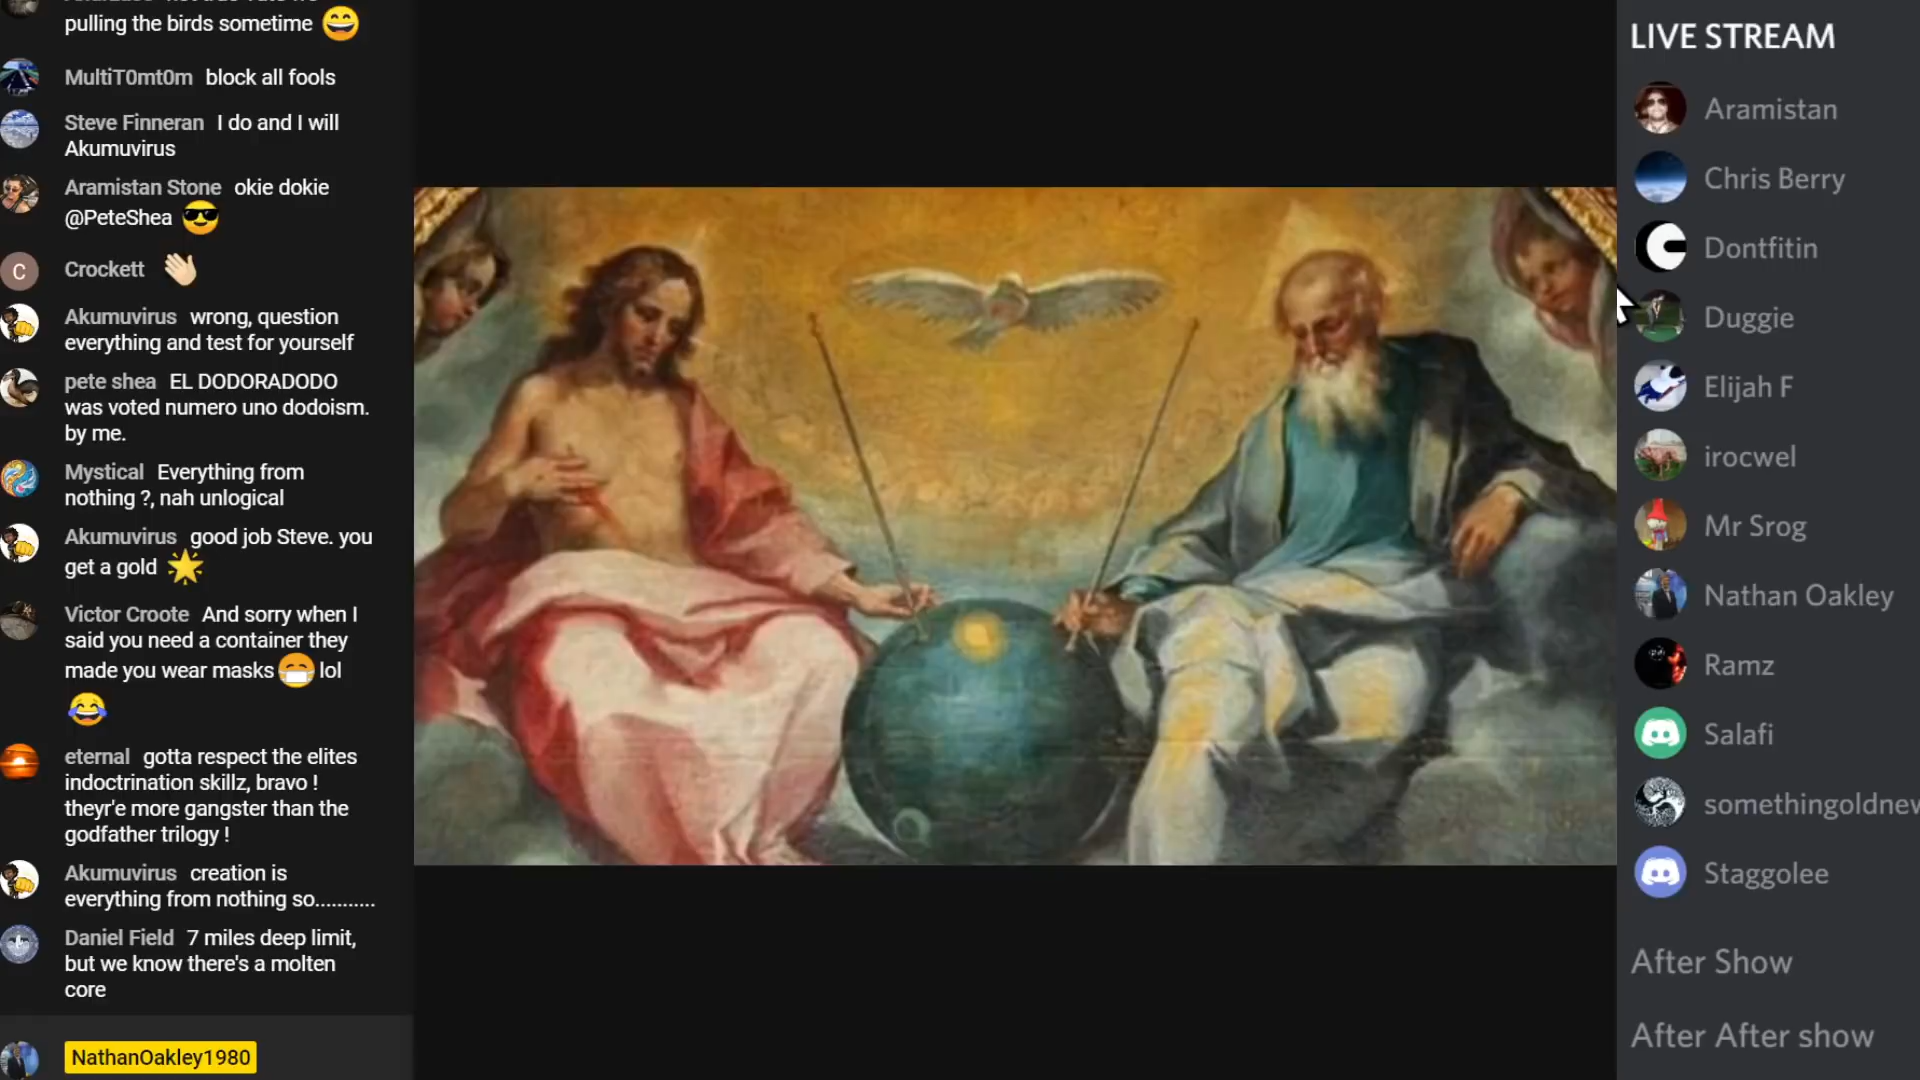 pulling the birds sometime 😄
MultiT0mt0m block all fools
Steve Finneran I do and I will
Akumuvirus
Aramistan Stone okie dokie
@PeteShea 😎
C Crockett 👋🏻
Akumuvirus wrong, question
everything and test for yourself
pete shea EL DODORADODO
was voted numero uno dodoism.
by me.
Mystical Everything from
nothing ?, nah unlogical
Akumuvirus good job Steve. you
get a gold 🌟
Victor Croote And sorry when I
said you need a container they
made you wear masks 😷 lol
😂
eternal gotta respect the elites
indoctrination skillz, bravo !
theyr'e more gangster than the
godfather trilogy !
Akumuvirus creation is
everything from nothing so...........
Daniel Field 7 miles deep limit,
but we know there's a molten
core
NathanOakley1980
LIVE STREAM
Aramistan
Chris Berry
Dontfitin
Duggie
Elijah F
irocwel
Mr Srog
Nathan Oakley
Ramz
Salafi
somethingoldnew
Staggolee
After Show
After After show